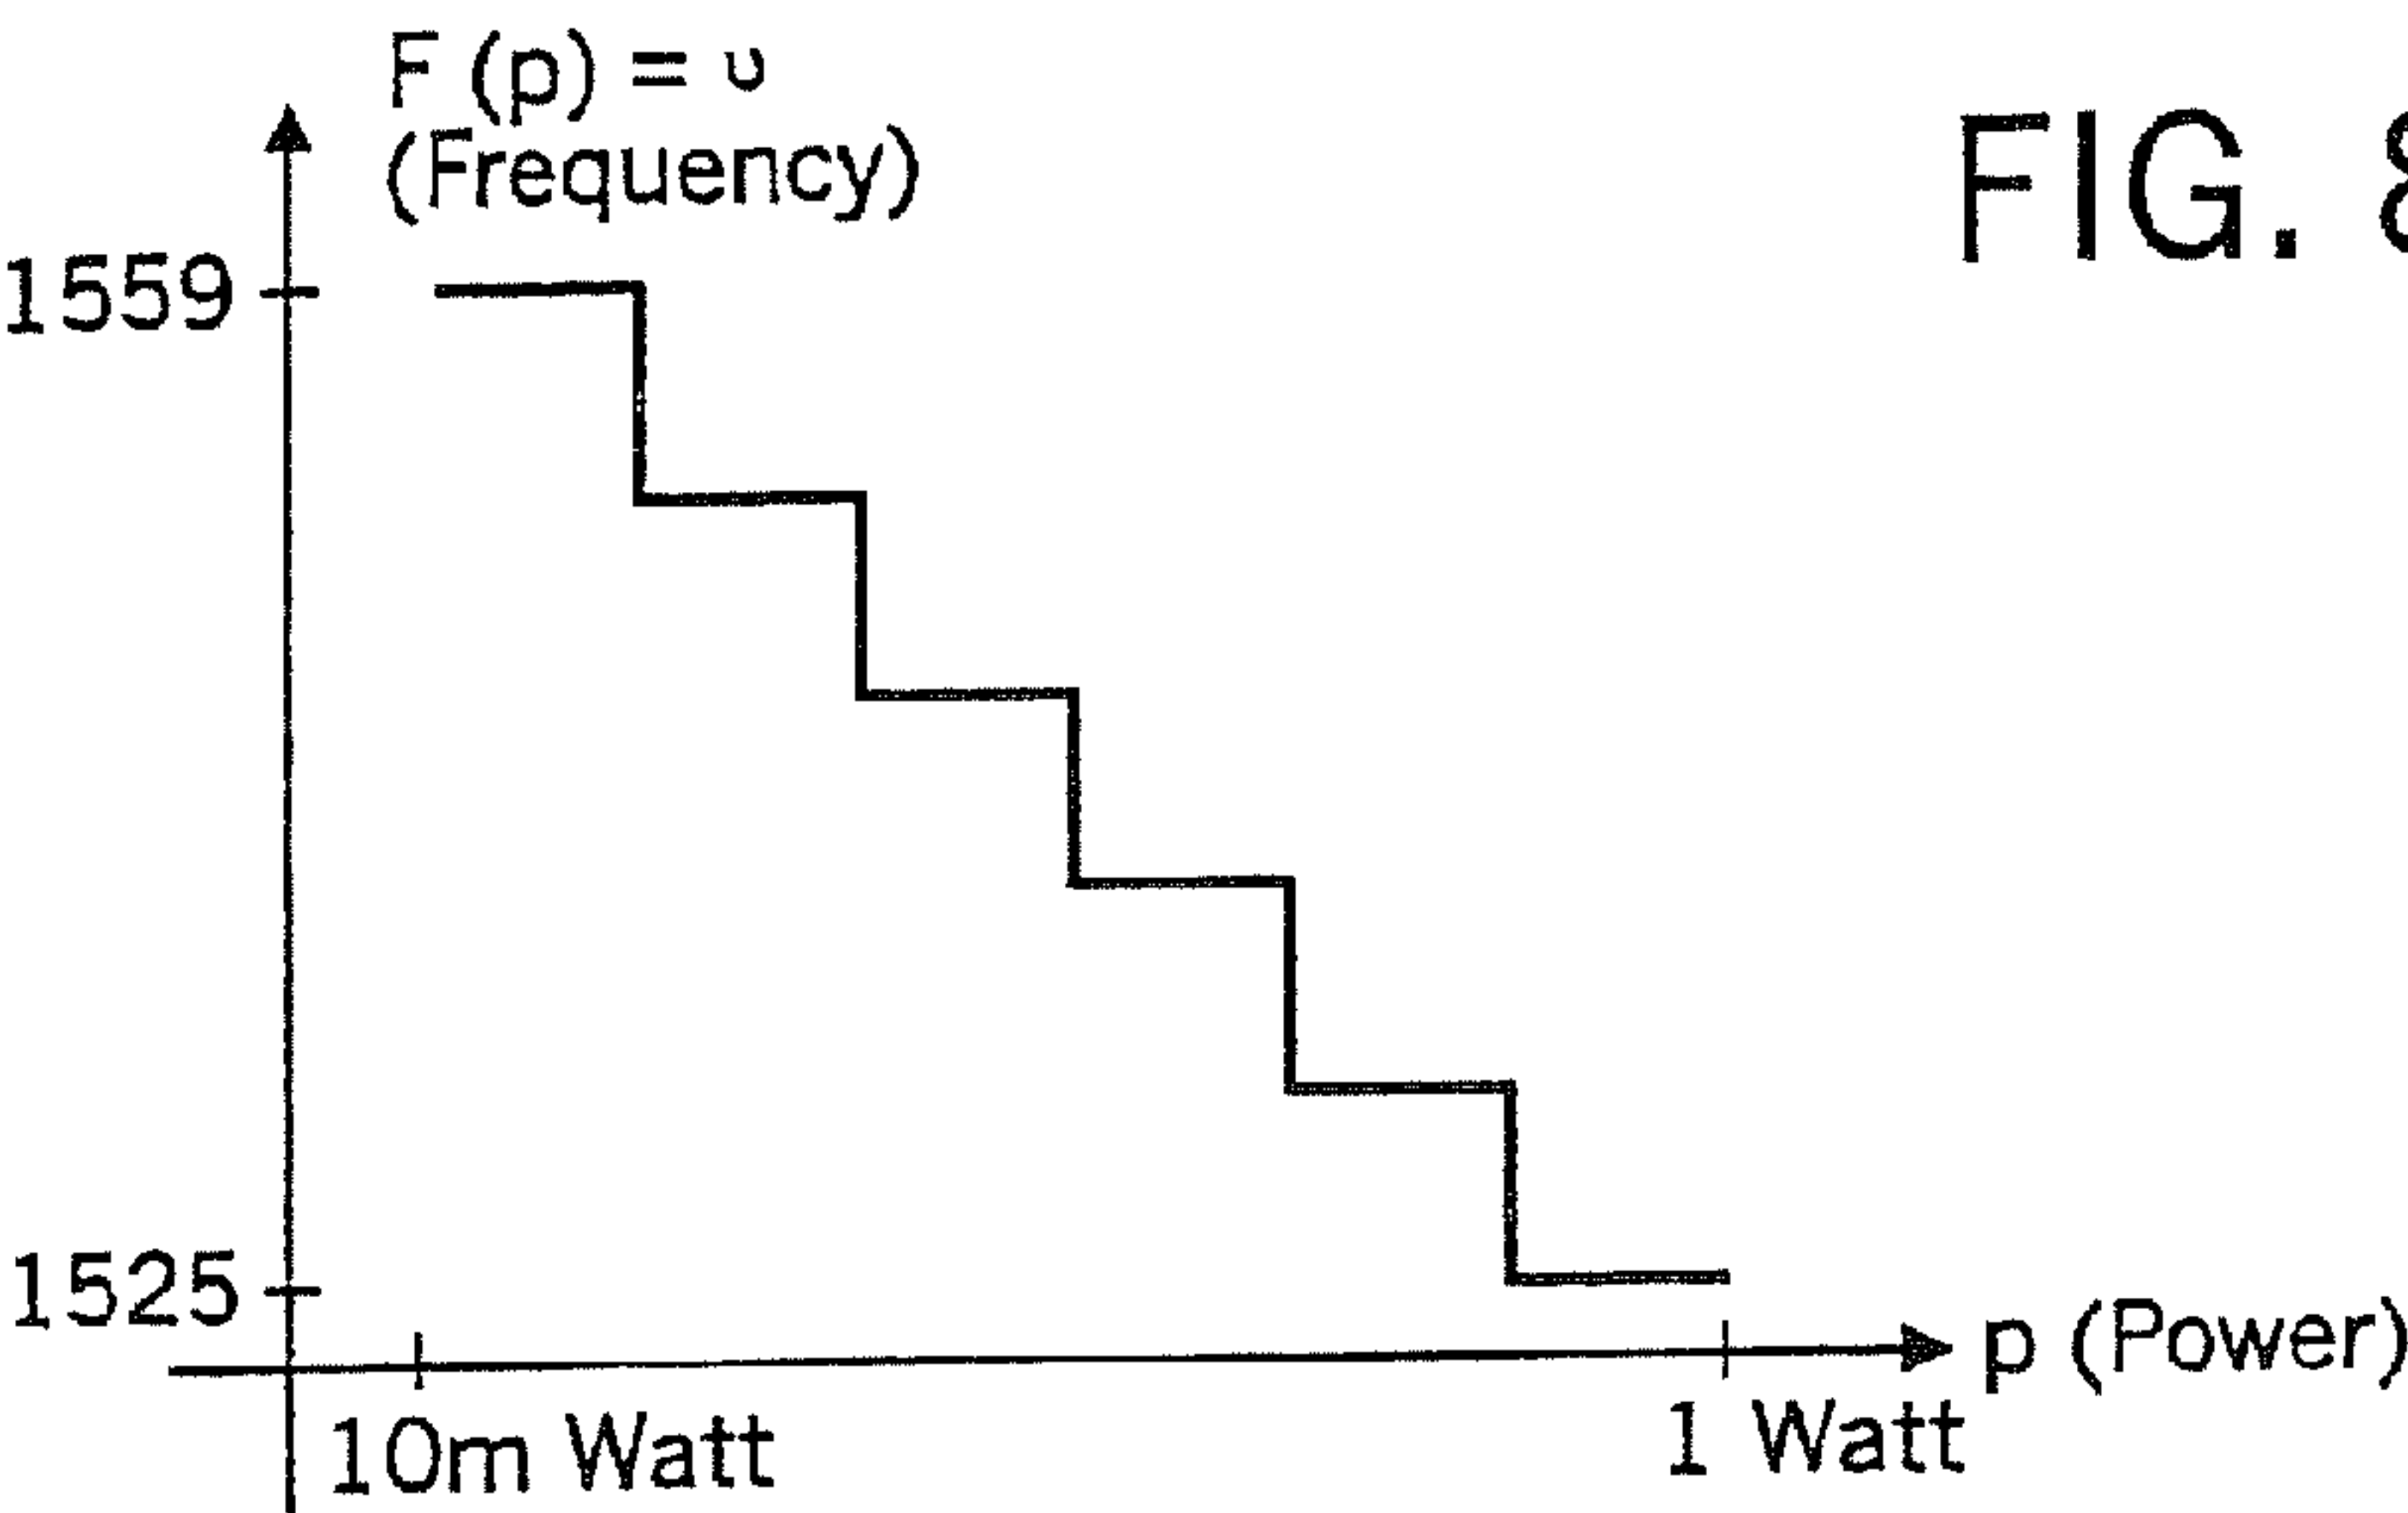 F (p) = υ
(Frequency)
FIG. 8
1559
1525
10m Watt
1 Watt
p (Power)